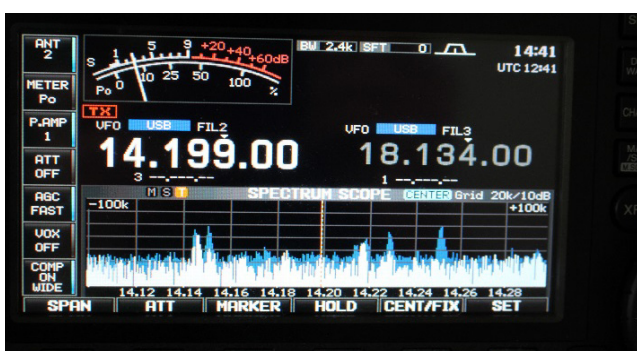 ANT 2
BW 2.4k SFT 0
14:41
UTC 12:41
S 1 5 9 +20 +40 +60dB
Po 0 10 25 50 100 %
METER Po
TX
P.AMP 1
VFO USB FIL2
VFO USB FIL3
14.199.00
18.134.00
3 --.---.--
1 --.---.--
ATT OFF
M S T SPECTRUM SCOPE CENTER Grid 20k/10dB
AGC FAST
-100k
+100k
VOX OFF
COMP ON WIDE
14.12 14.14 14.16 14.18 14.20 14.22 14.24 14.26 14.28
SPAN ATT MARKER HOLD CENT/FIX SET